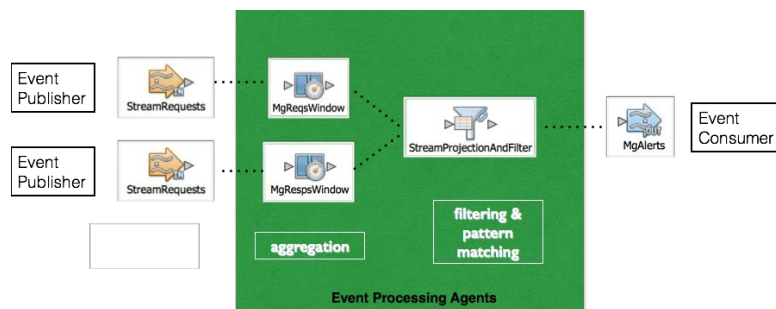 Event
Publisher
StreamRequests
MgReqsWindow
Event
Publisher
StreamRequests
MgRespsWindow
StreamProjectionAndFilter
MgAlerts
Event
Consumer
aggregation
filtering &
pattern
matching
Event Processing Agents